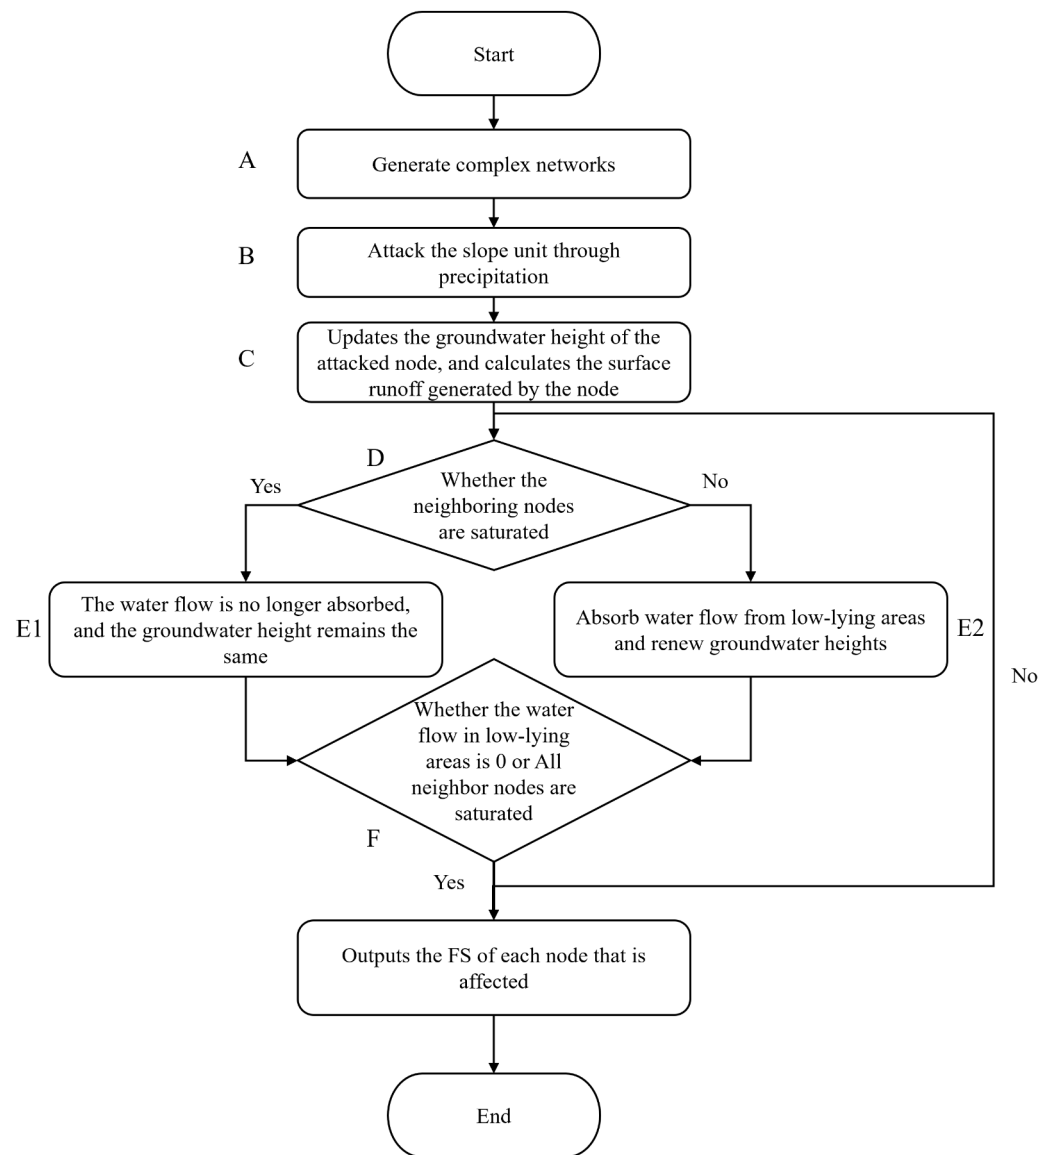 Start
A
Generate complex networks
B
Attack the slope unit through
precipitation
C
Updates the groundwater height of the
attacked node, and calculates the surface
runoff generated by the node
D
Whether the
neighboring nodes
are saturated
Yes
No
E1
The water flow is no longer absorbed,
and the groundwater height remains the
same
Absorb water flow from low-lying areas
and renew groundwater heights
E2
No
Whether the water
flow in low-lying
areas is 0 or All
neighbor nodes are
saturated
F
Yes
Outputs the FS of each node that is
affected
End